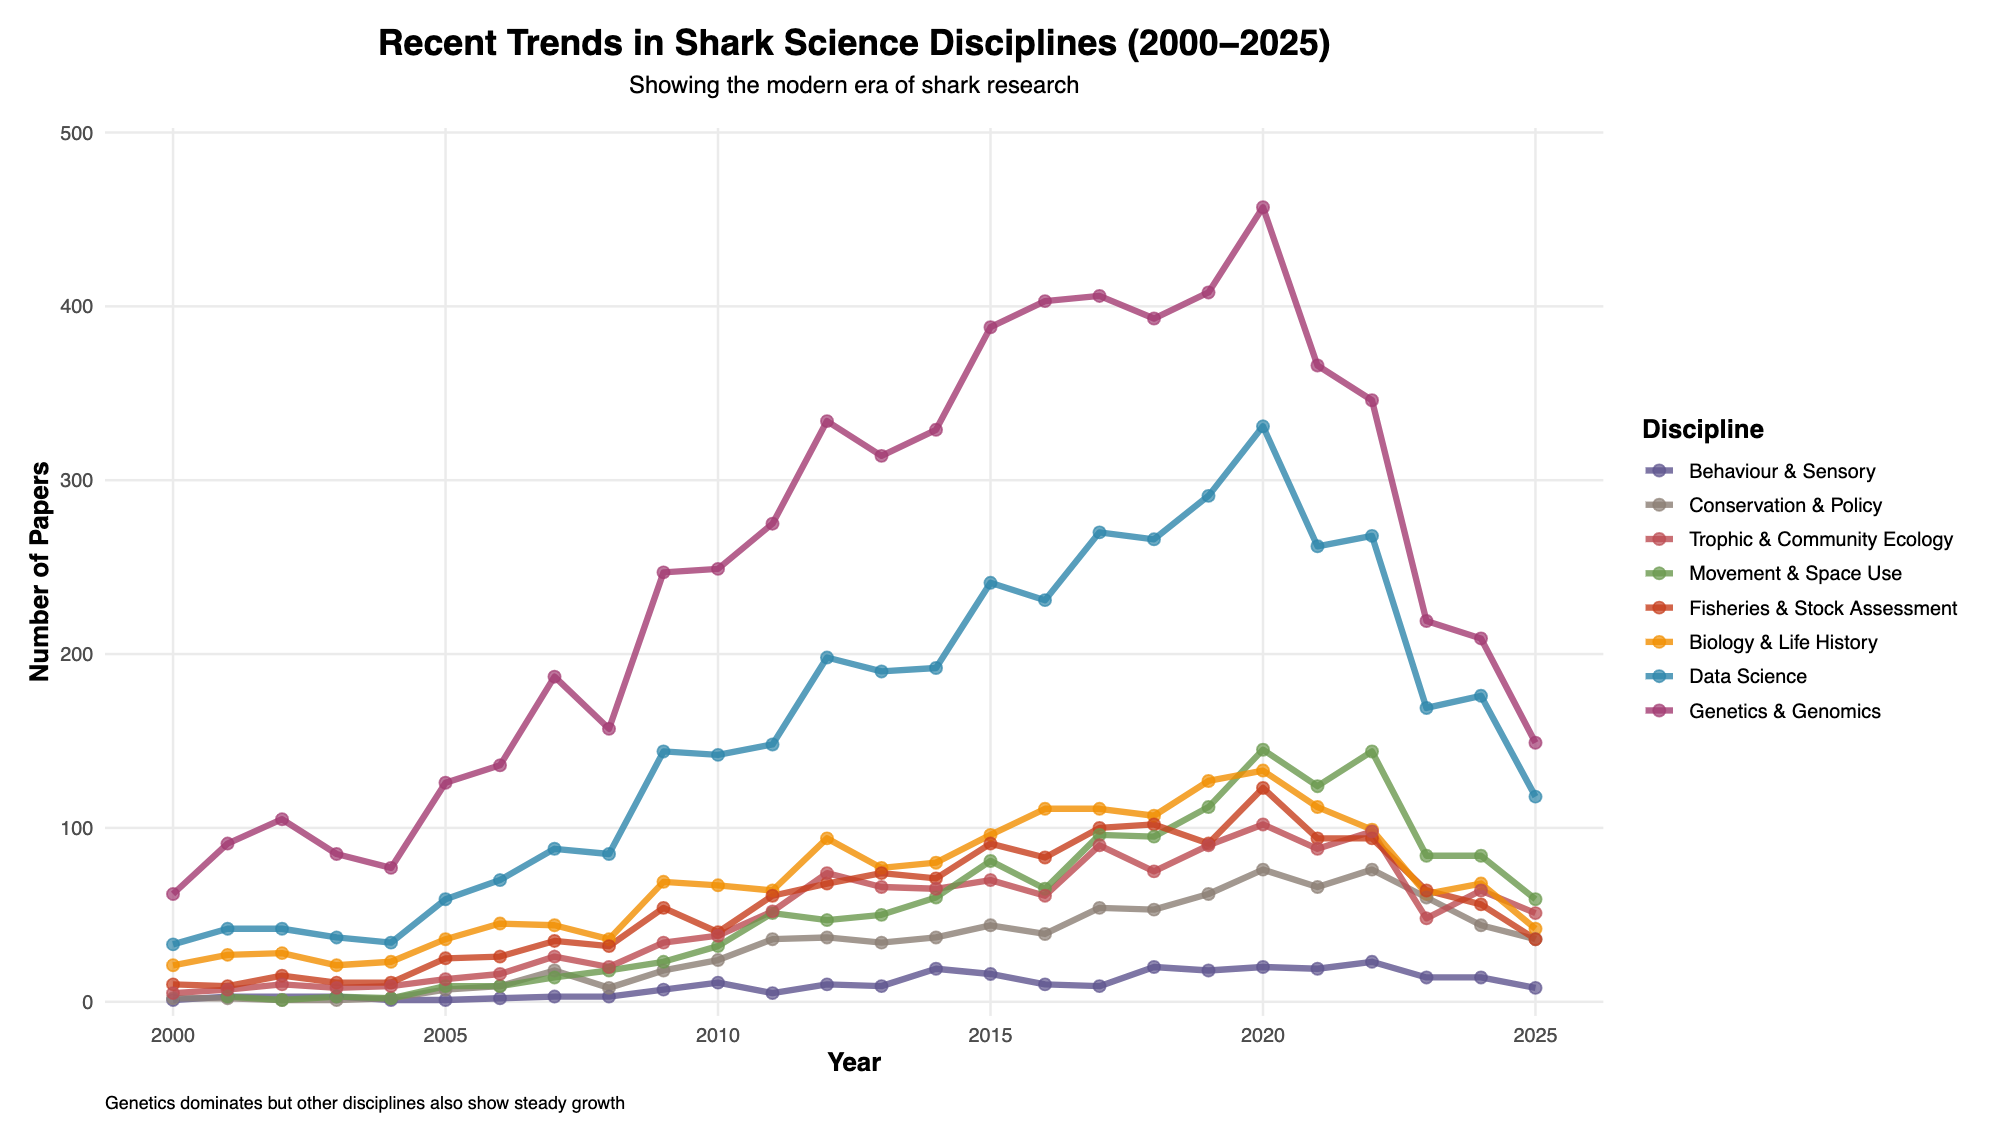 Recent Trends in Shark Science Disciplines (2000–2025)
Showing the modern era of shark research
Number of Papers
500
400
300
200
100
0
2000
2005
2010
2015
2020
2025
Year
Discipline
Behaviour & Sensory
Conservation & Policy
Trophic & Community Ecology
Movement & Space Use
Fisheries & Stock Assessment
Biology & Life History
Data Science
Genetics & Genomics
Genetics dominates but other disciplines also show steady growth